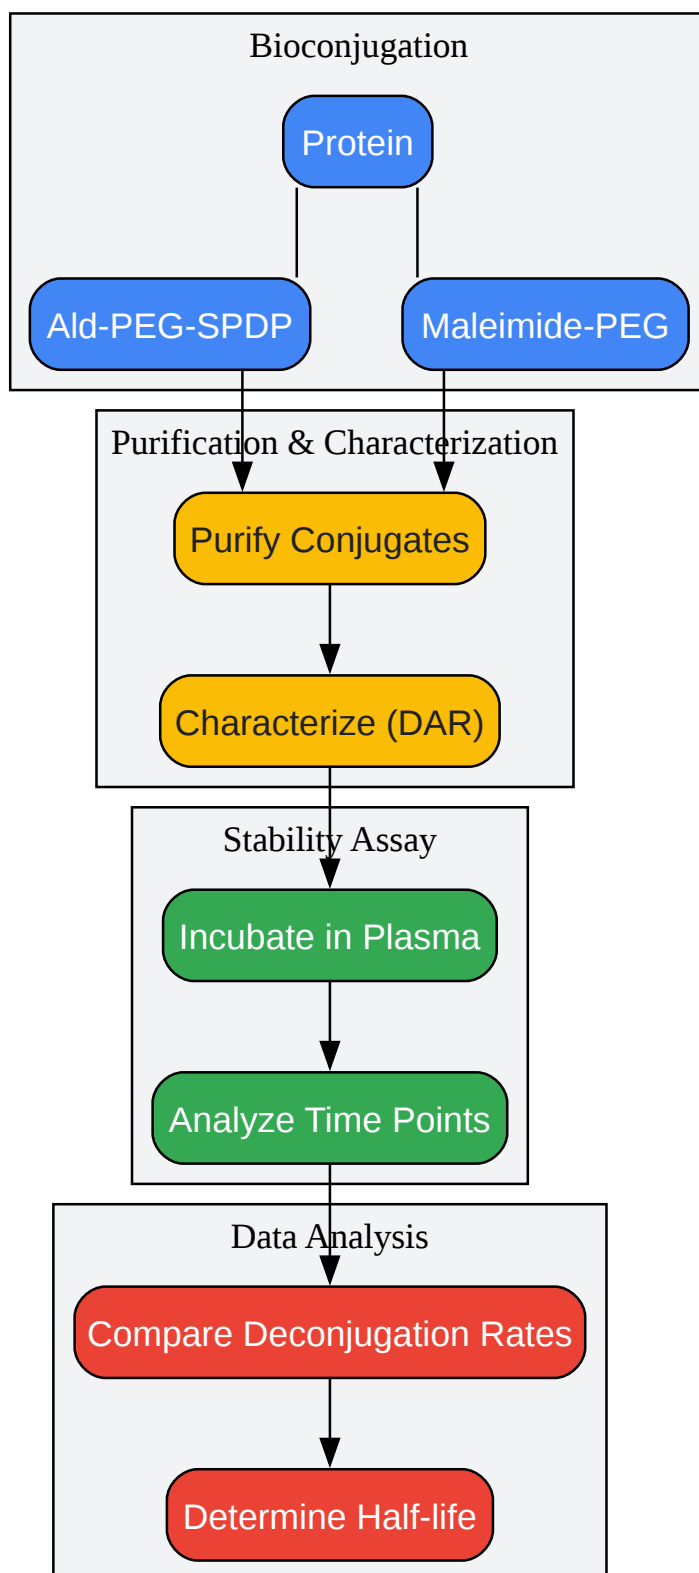 Bioconjugation
Protein
Ald-PEG-SPDP
Maleimide-PEG
Purification & Characterization
Purify Conjugates
Characterize (DAR)
Stability Assay
Incubate in Plasma
Analyze Time Points
Data Analysis
Compare Deconjugation Rates
Determine Half-life